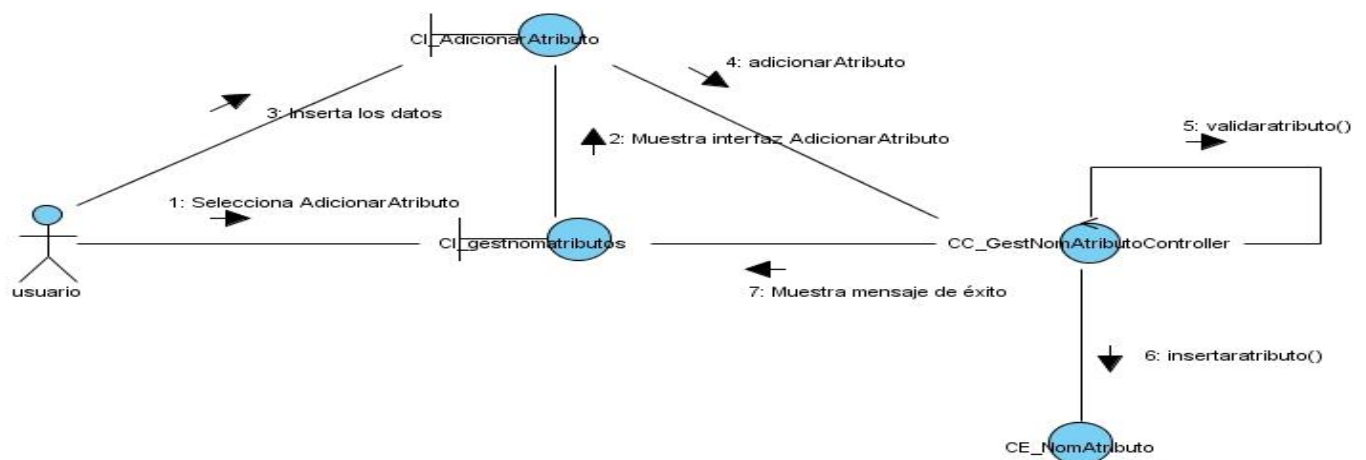 CI_AdicionarAtributo
4: adicionarAtributo
3: Inserta los datos
5: validaratributo()
2: Muestra interfaz AdicionarAtributo
1: Selecciona AdicionarAtributo
CI_gestnomatributos
CC_GestNomAtributoController
usuario
7: Muestra mensaje de éxito
6: insertaratributo()
CE_NomAtributo